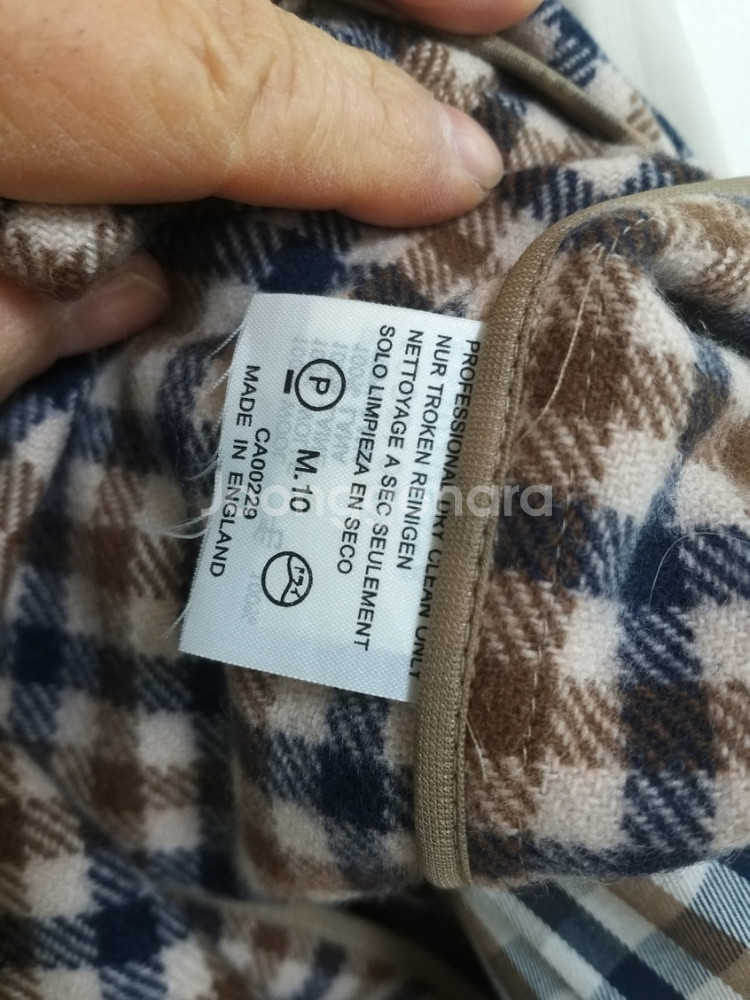 PROFESSIONAL DRY CLEAN ONLY
NUR TROKEN REINIGEN
NETTOYAGE A SEC SEULEMENT
SOLO LIMPIEZA EN SECO
P M.10
CA00229
MADE IN ENGLAND